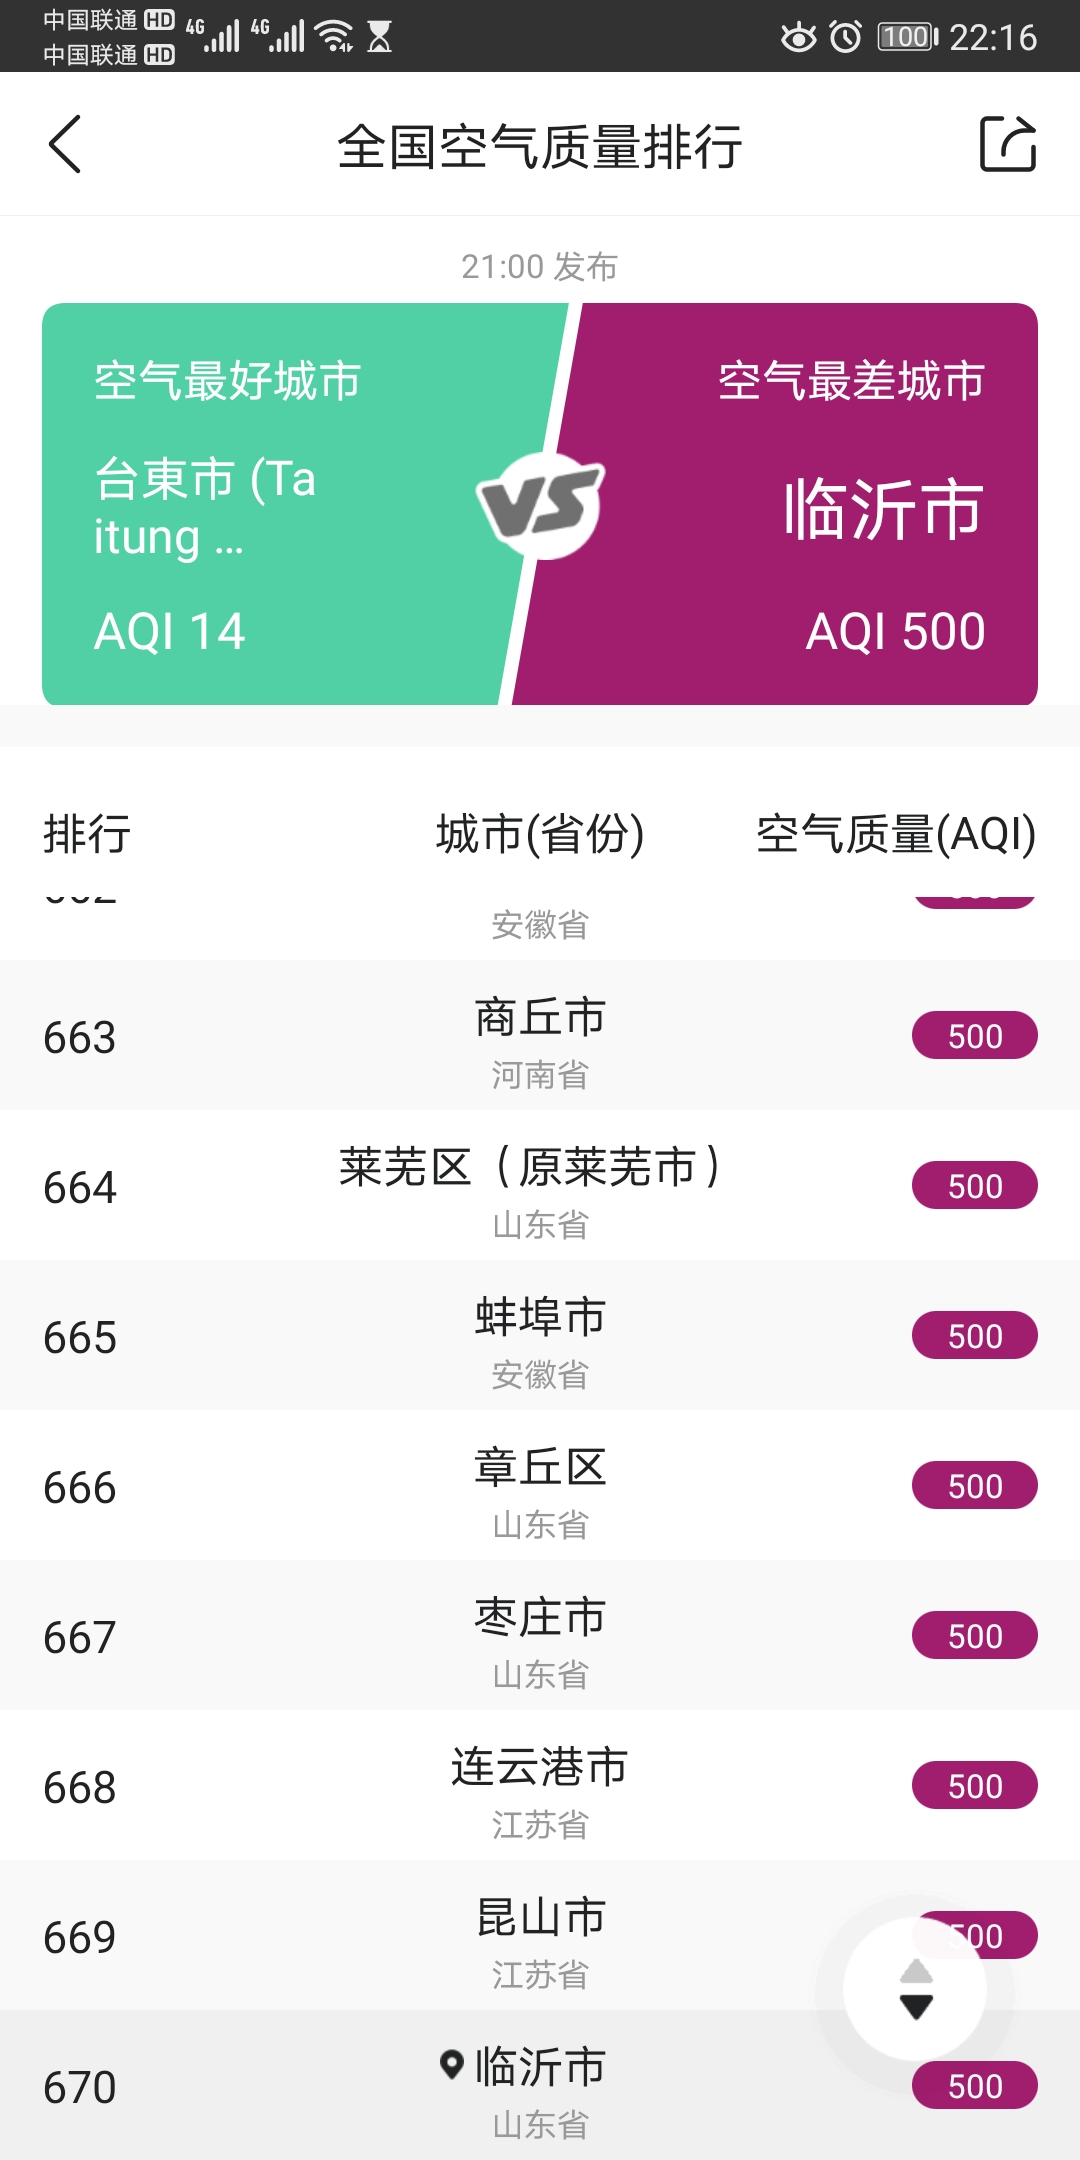 中国联通 HD 4G 4G 100 22:16
中国联通 HD
全国空气质量排行
21:00 发布
空气最好城市
台東市 (Ta
itung ...
AQI 14
VS
空气最差城市
临沂市
AQI 500
排行 城市(省份) 空气质量(AQI)
安徽省
663 商丘市 500
河南省
664 莱芜区（原莱芜市） 500
山东省
665 蚌埠市 500
安徽省
666 章丘区 500
山东省
667 枣庄市 500
山东省
668 连云港市 500
江苏省
669 昆山市 500
江苏省
670 临沂市 500
山东省